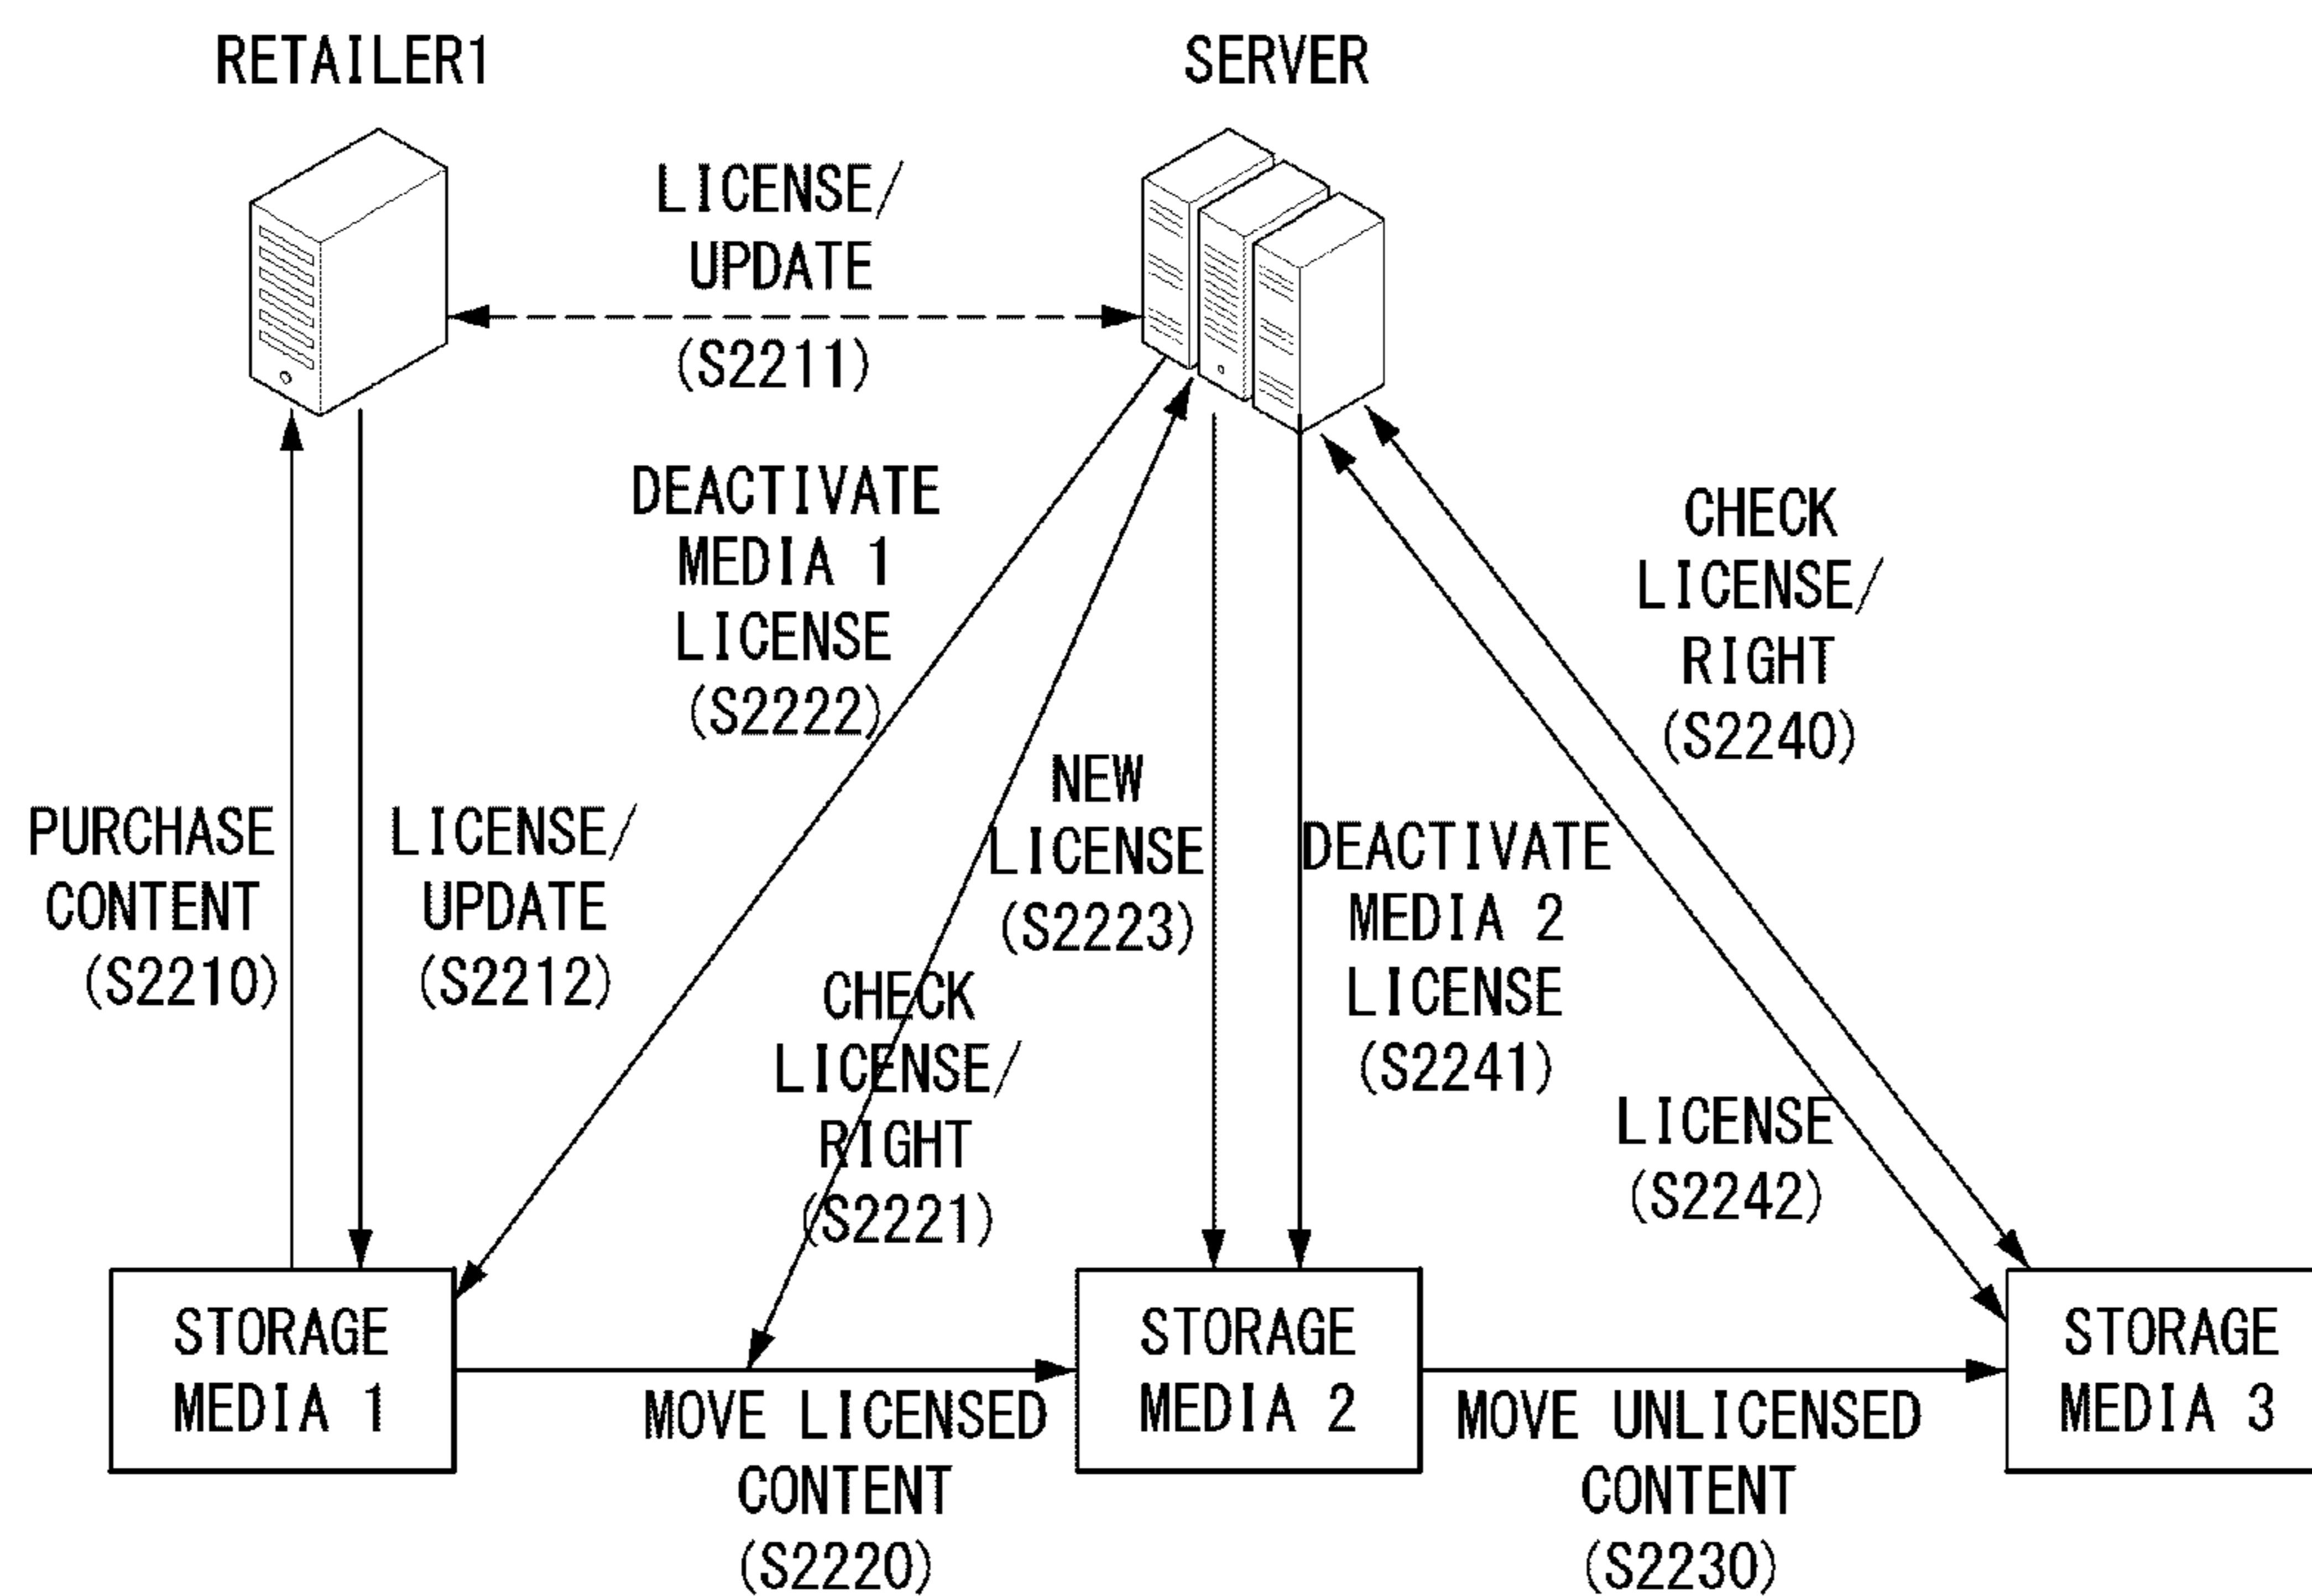 RETAILER1
SERVER
LICENSE/
UPDATE
(S2211)
DEACTIVATE
MEDIA 1
LICENSE
(S2222)
CHECK
LICENSE/
RIGHT
(S2240)
PURCHASE
CONTENT
(S2210)
LICENSE/
UPDATE
(S2212)
NEW
LICENSE
(S2223)
DEACTIVATE
MEDIA 2
LICENSE
(S2241)
CHECK
LICENSE/
RIGHT
(S2221)
LICENSE
(S2242)
STORAGE
MEDIA 1
MOVE LICENSED
CONTENT
(S2220)
STORAGE
MEDIA 2
MOVE UNLICENSED
CONTENT
(S2230)
STORAGE
MEDIA 3